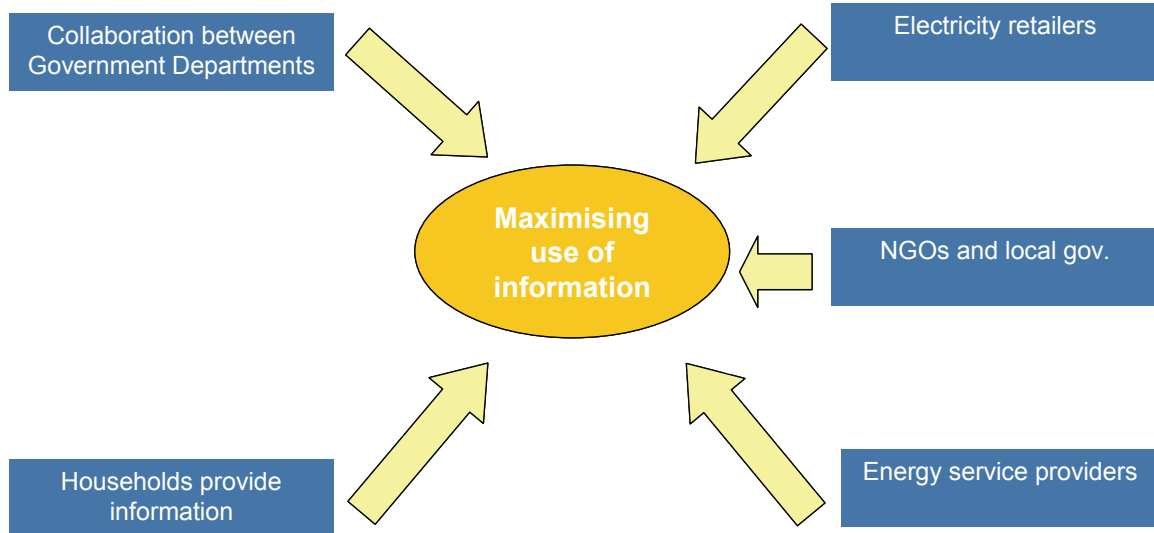 Collaboration between
Government Departments
Electricity retailers
Maximising
use of
information
NGOs and local gov.
Households provide
information
Energy service providers